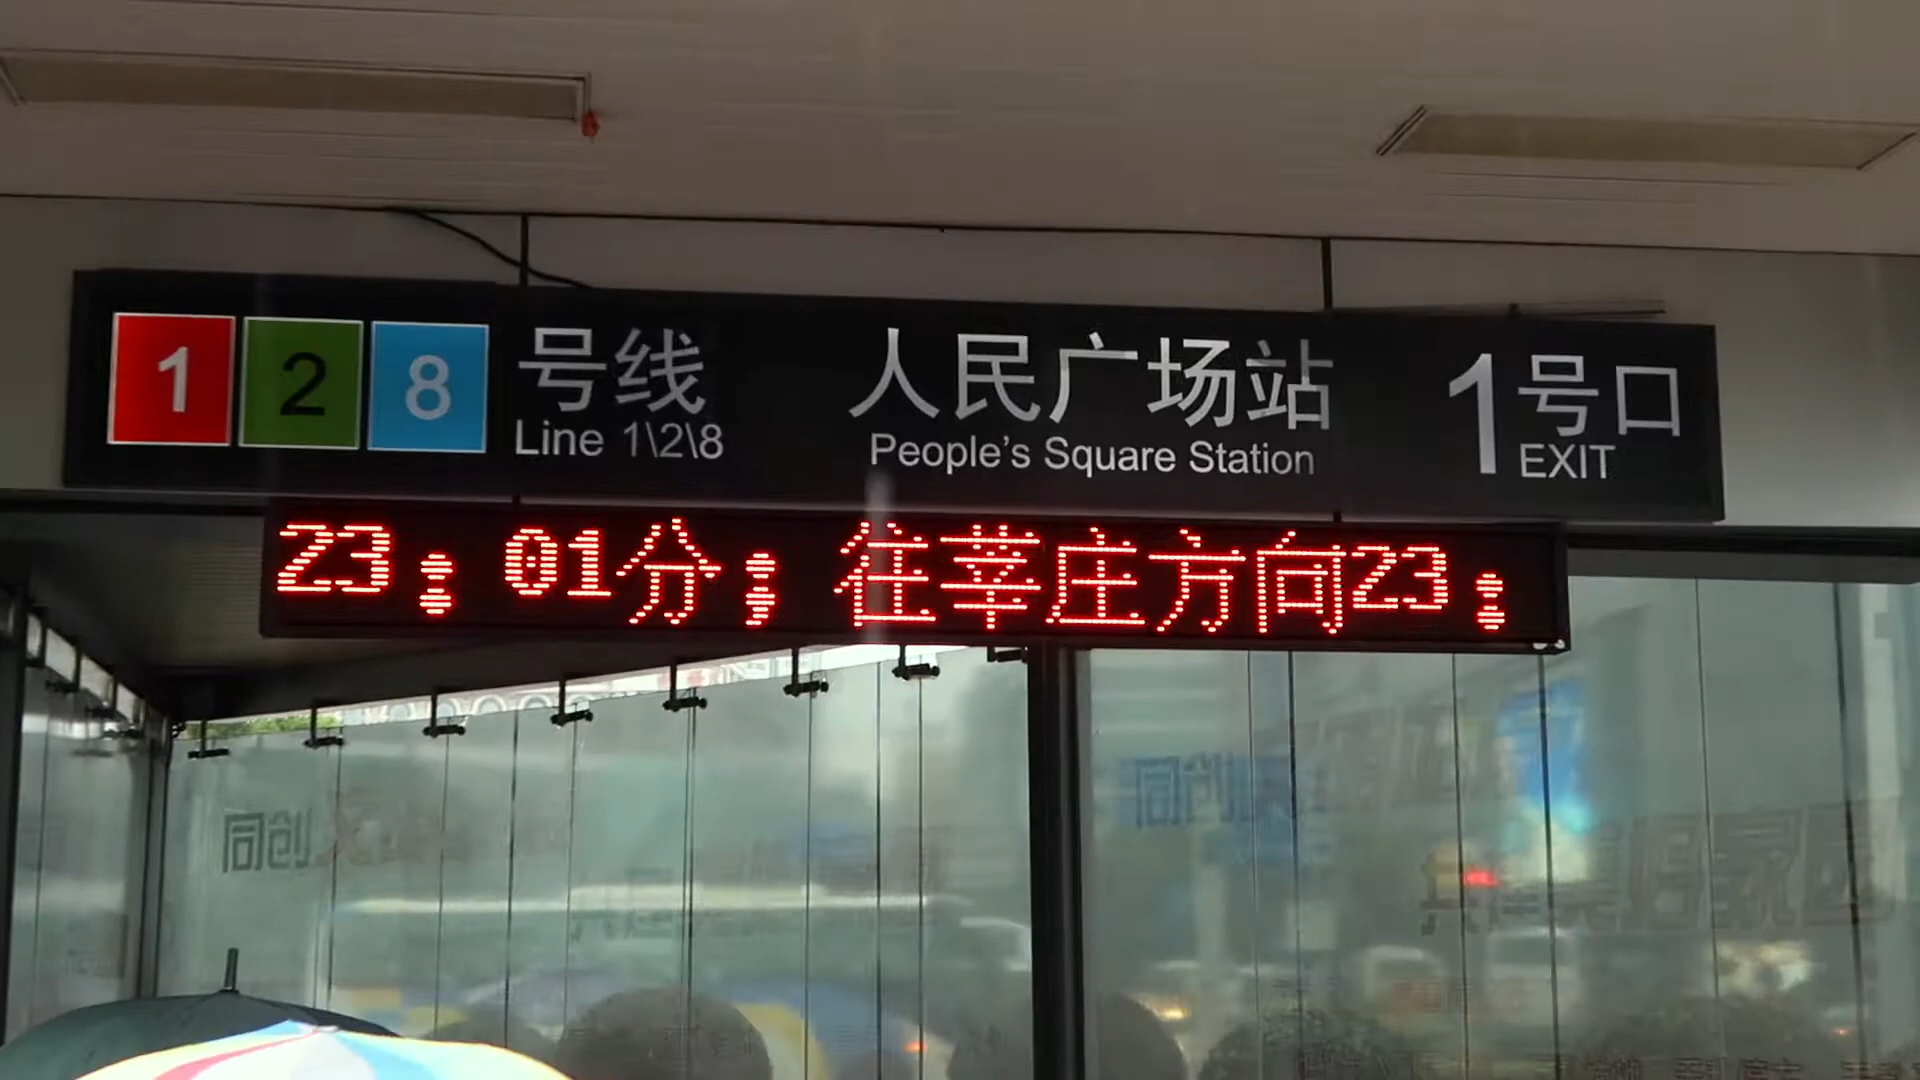 1 2 8 号线 人民广场站 1号口
Line 1\2\8 People's Square Station EXIT
23:01分; 往莘庄方向23: